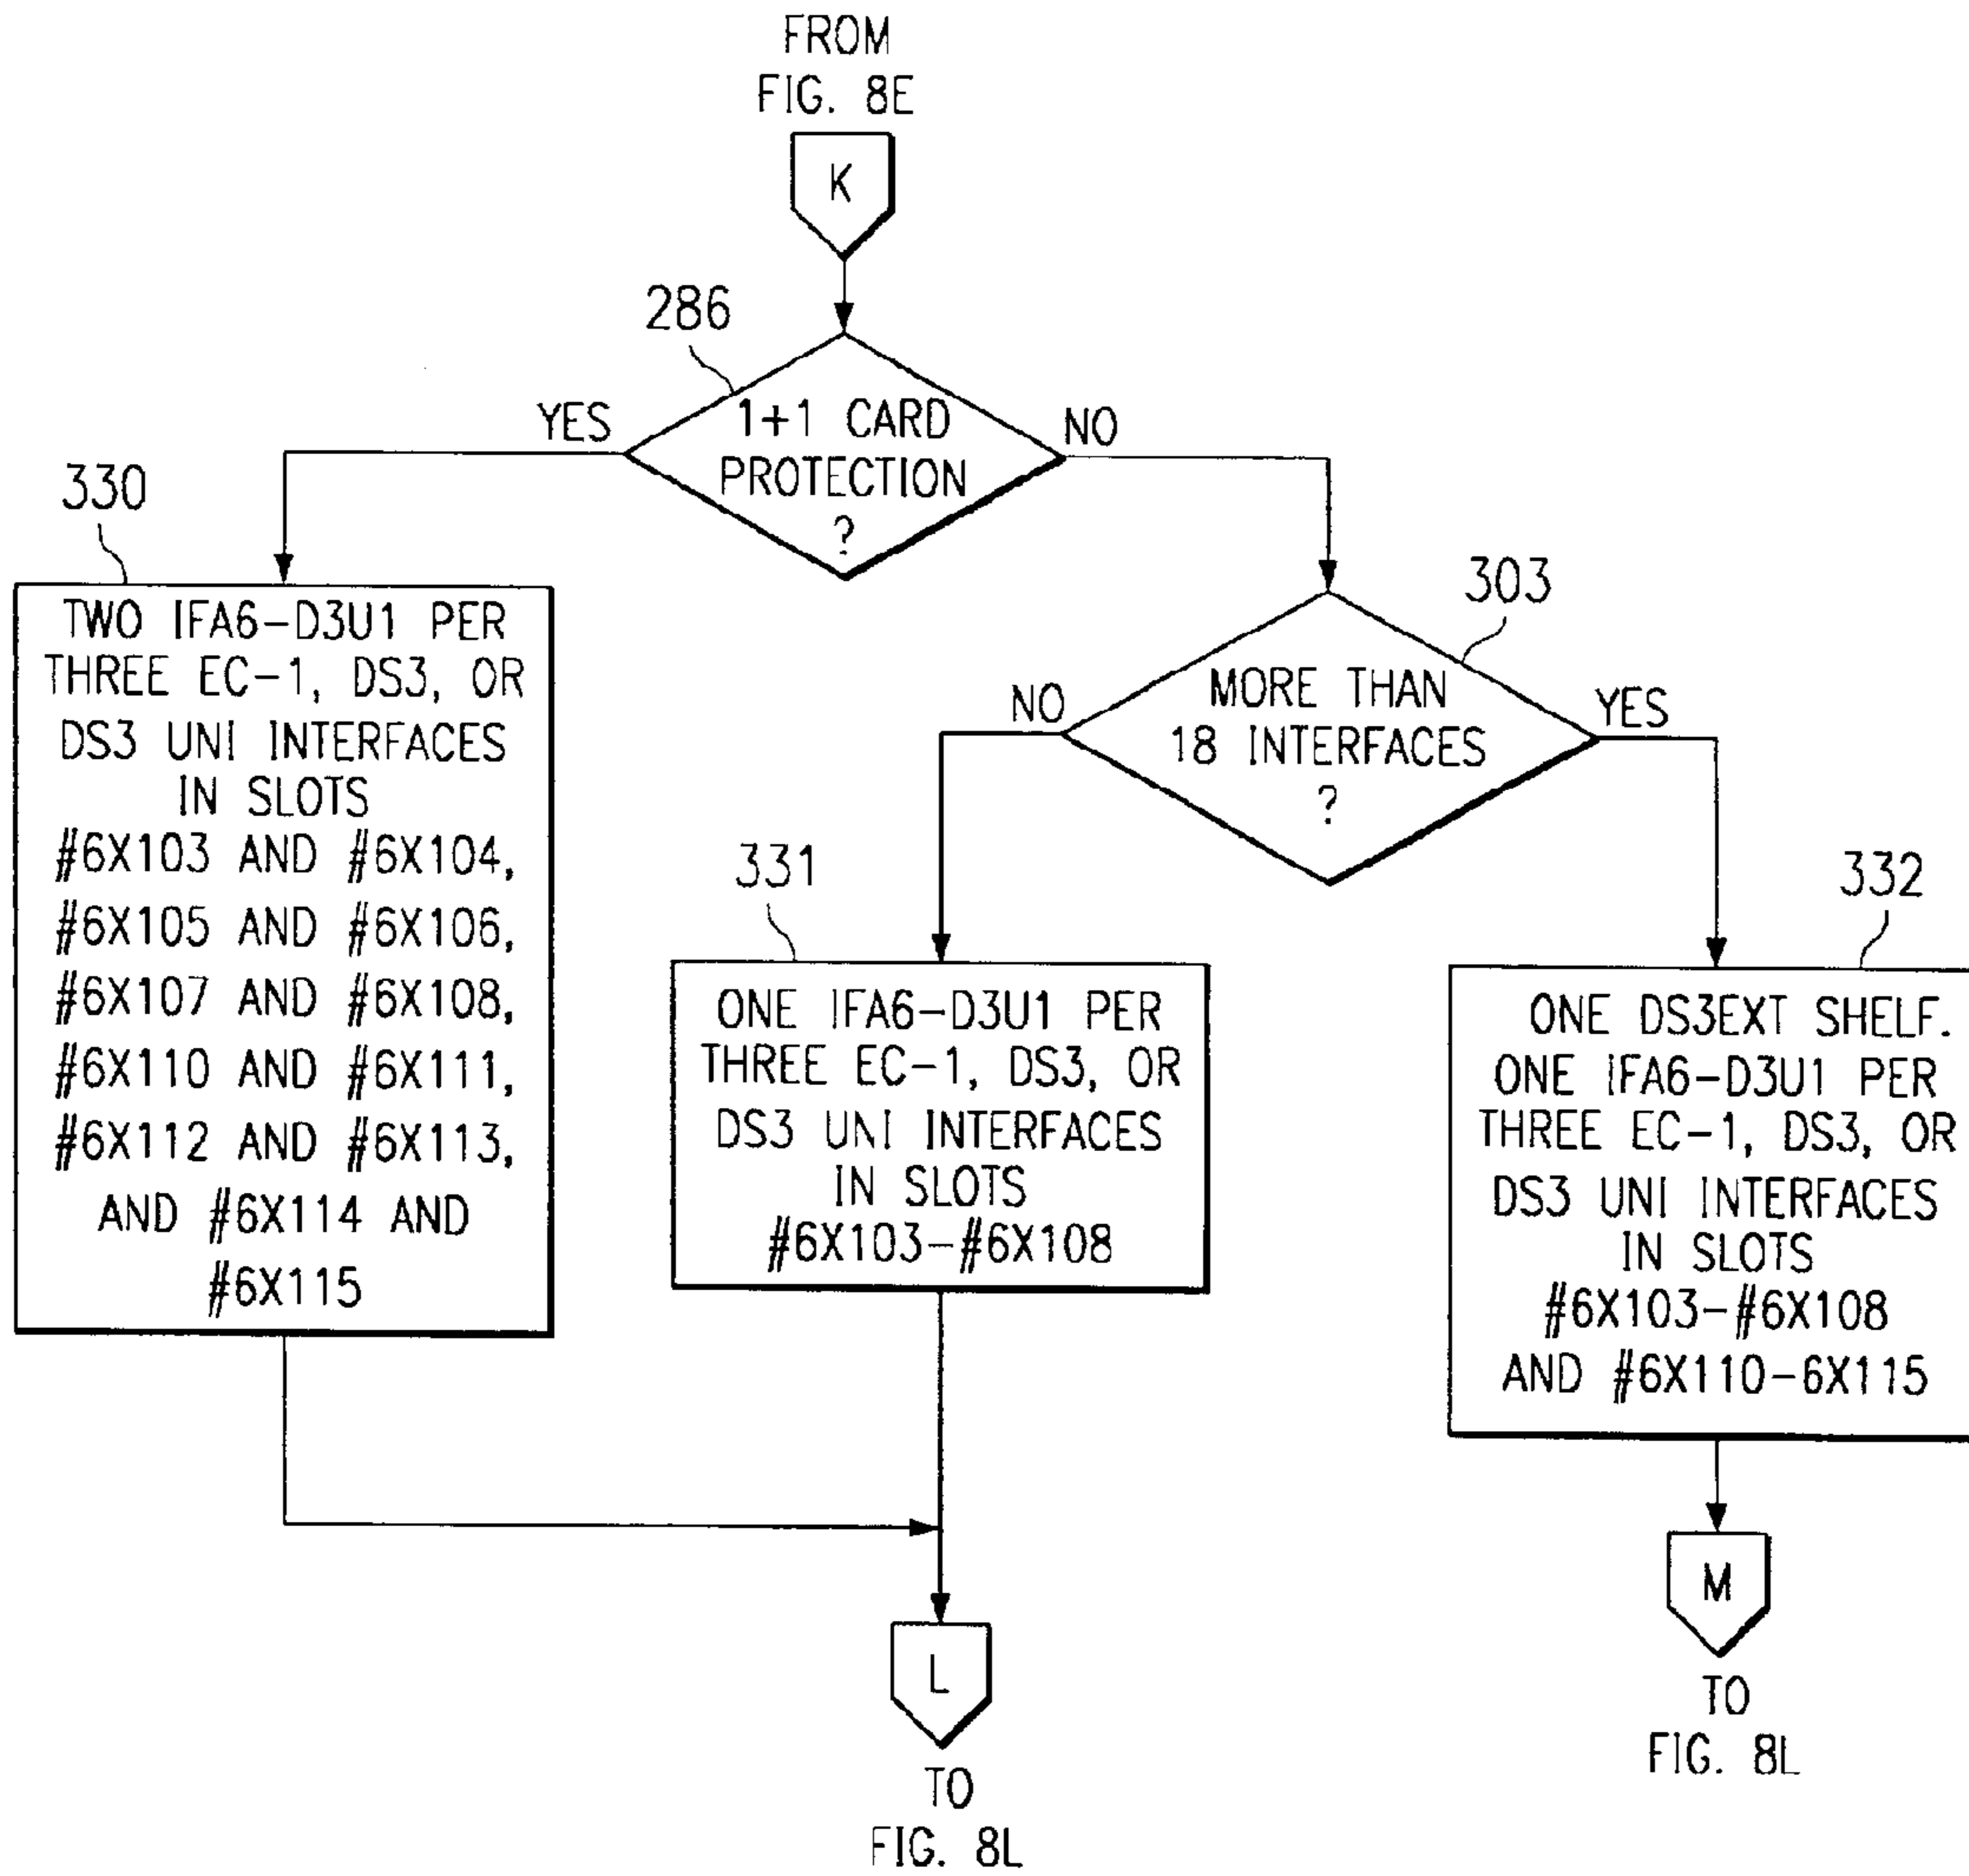 FROM
FIG. 8E
K
286
1+1 CARD
PROTECTION
?
YES
NO
330
TWO IFA6-D3U1 PER
THREE EC-1, DS3, OR
DS3 UNI INTERFACES
IN SLOTS
#6X103 AND #6X104,
#6X105 AND #6X106,
#6X107 AND #6X108,
#6X110 AND #6X111,
#6X112 AND #6X113,
AND #6X114 AND
#6X115
303
MORE THAN
18 INTERFACES
?
NO
YES
331
ONE IFA6-D3U1 PER
THREE EC-1, DS3, OR
DS3 UNI INTERFACES
IN SLOTS
#6X103-#6X108
332
ONE DS3EXT SHELF.
ONE IFA6-D3U1 PER
THREE EC-1, DS3, OR
DS3 UNI INTERFACES
IN SLOTS
#6X103-#6X108
AND #6X110-6X115
L
TO
FIG. 8L
M
TO
FIG. 8L